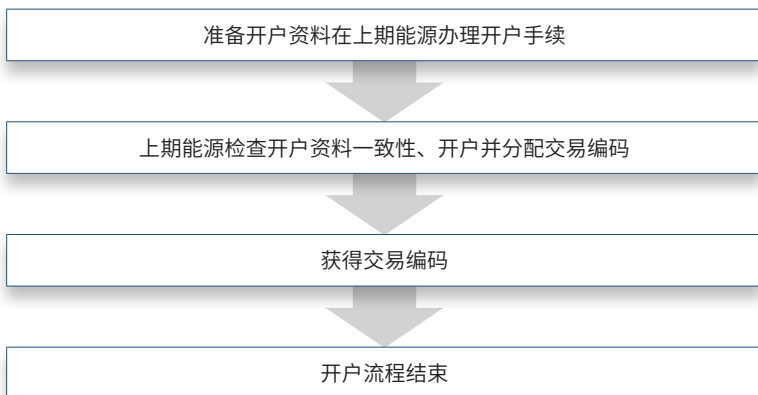 准备开户资料在上期能源办理开户手续
上期能源检查开户资料一致性、开户并分配交易编码
获得交易编码
开户流程结束